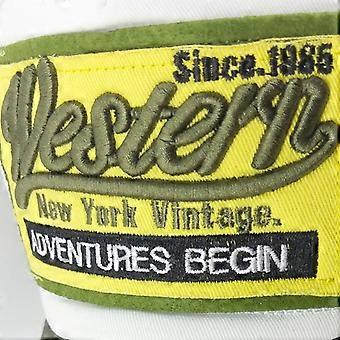 Since.1985
Western
New York Vintage.
ADVENTURES BEGIN